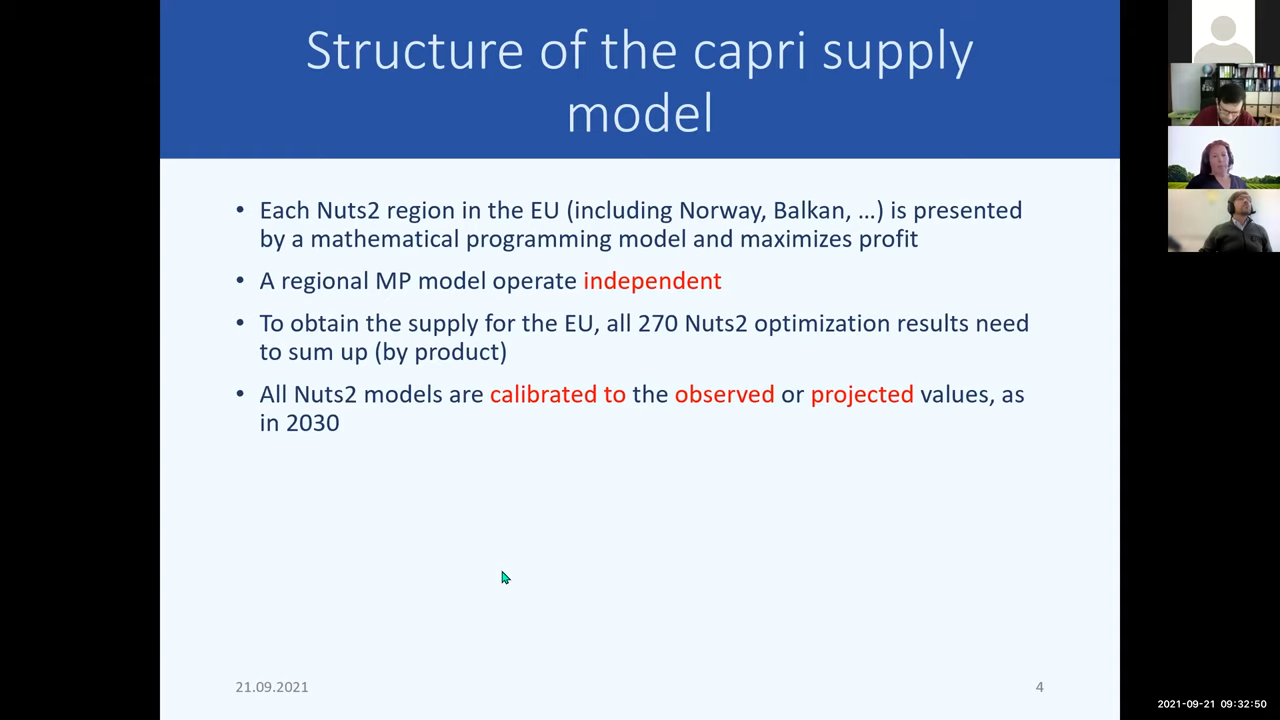 Structure of the capri supply
model
• Each Nuts2 region in the EU (including Norway, Balkan, …) is presented
by a mathematical programming model and maximizes profit
• A regional MP model operate independent
• To obtain the supply for the EU, all 270 Nuts2 optimization results need
to sum up (by product)
• All Nuts2 models are calibrated to the observed or projected values, as
in 2030
21.09.2021
4
2021-09-21 09:32:50